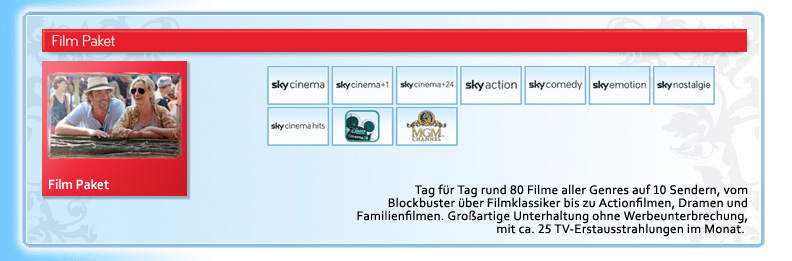 Film Paket
sky cinema
sky cinema+1
sky cinema+24
sky action
sky comedy
sky emotion
sky nostalgie
sky cinema hits
MGM
CHANNEL
Film Paket
Tag für Tag rund 80 Filme aller Genres auf 10 Sendern, vom
Blockbuster über Filmklassiker bis zu Actionfilmen, Dramen und
Familienfilmen. Großartige Unterhaltung ohne Werbeunterbrechung,
mit ca. 25 TV-Erstausstrahlungen im Monat.